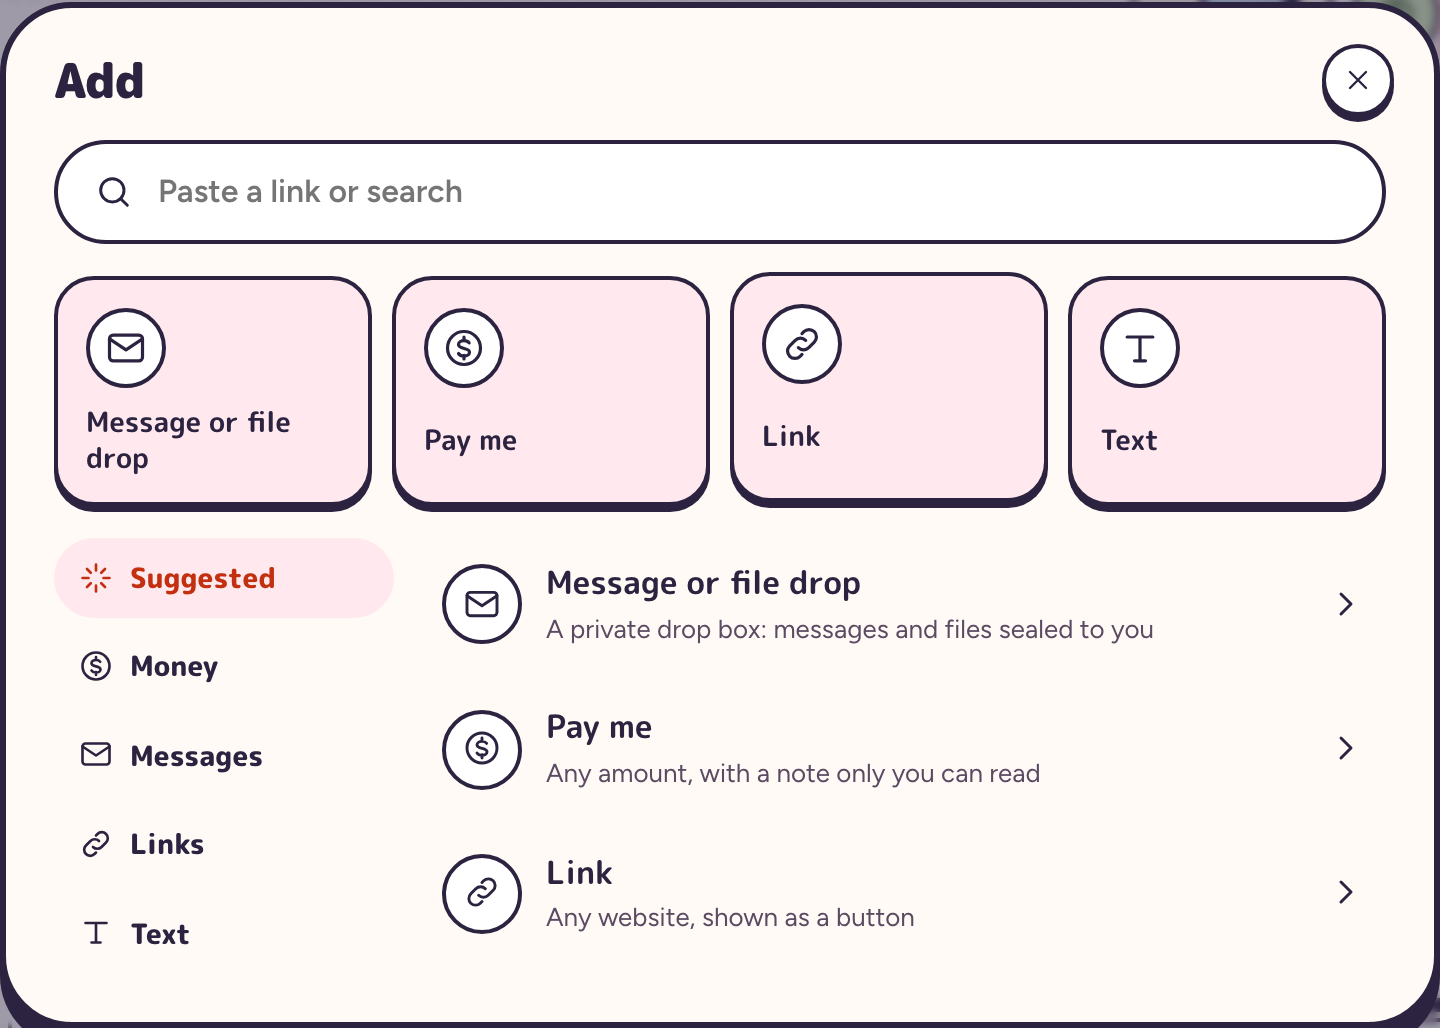 Add
Paste a link or search
Message or file
drop
Pay me
Link
Text
Suggested
Money
Messages
Links
Text
Message or file drop
A private drop box: messages and files sealed to you
Pay me
Any amount, with a note only you can read
Link
Any website, shown as a button